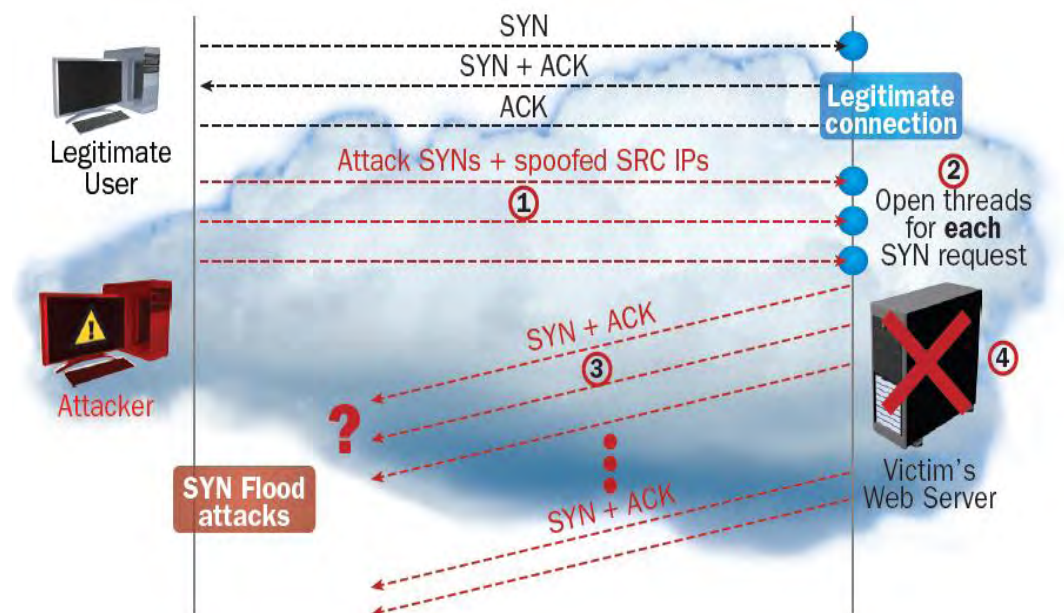 SYN
SYN + ACK
ACK
Legitimate
connection
Legitimate
User
Attack SYNs + spoofed SRC IPs
1
2
Open threads
for each
SYN request
Attacker
SYN + ACK
3
4
?
Victim's
Web Server
SYN Flood
attacks
SYN + ACK